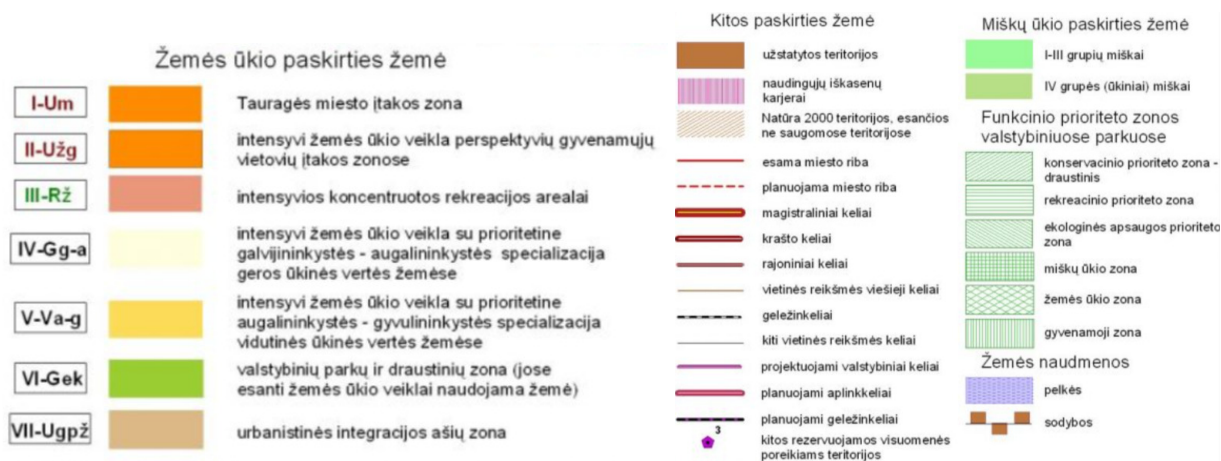 Žemės ūkio paskirties žemė
I-Um
Tauragės miesto įtakos zona
II-Užg
intensyvi žemės ūkio veikla perspektyvių gyvenamųjų
vietovių įtakos zonose
III-Rž
intensyvios koncentruotos rekreacijos arealai
IV-Gg-a
intensyvi žemės ūkio veikla su prioritetine
galvijininkystės - augalininkystės specializacija
geros ūkinės vertės žemėse
V-Va-g
intensyvi žemės ūkio veikla su prioritetine
augalininkystės - gyvulininkystės specializacija
vidutinės ūkinės vertės žemėse
VI-Gek
valstybinių parkų ir draustinių zona (jose
esanti žemės ūkio veiklai naudojama žemė)
VII-Ugpž
urbanistinės integracijos ašių zona
Kitos paskirties žemė
užstatytos teritorijos
naudingųjų iškasenų
karjerai
Natūra 2000 teritorijos, esančios
ne saugomose teritorijose
esama miesto riba
planuojama miesto riba
magistraliniai keliai
krašto keliai
rajoniniai keliai
vietinės reikšmės viešieji keliai
geležinkeliai
kiti vietinės reikšmės keliai
projektuojami valstybiniai keliai
planuojami aplinkkeliai
planuojami geležinkeliai
3
kitos rezervuojamos visuomenės
poreikiams teritorijos
Miškų ūkio paskirties žemė
I-III grupių miškai
IV grupės (ūkiniai) miškai
Funkcinio prioriteto zonos
valstybiniuose parkuose
konservacinio prioriteto zona -
draustinis
rekreacinio prioriteto zona
ekologinės apsaugos prioriteto
zona
miškų ūkio zona
žemės ūkio zona
gyvenamoji zona
Žemės naudmenos
pelkės
sodybos